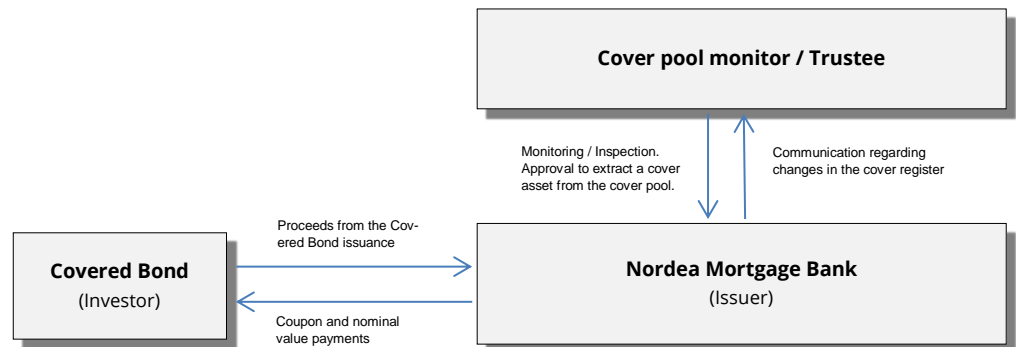 Cover pool monitor / Trustee
Monitoring / Inspection.
Approval to extract a cover
asset from the cover pool.
Communication regarding
changes in the cover register
Proceeds from the Cov-
ered Bond issuance
Covered Bond
(Investor)
Nordea Mortgage Bank
(Issuer)
Coupon and nominal
value payments